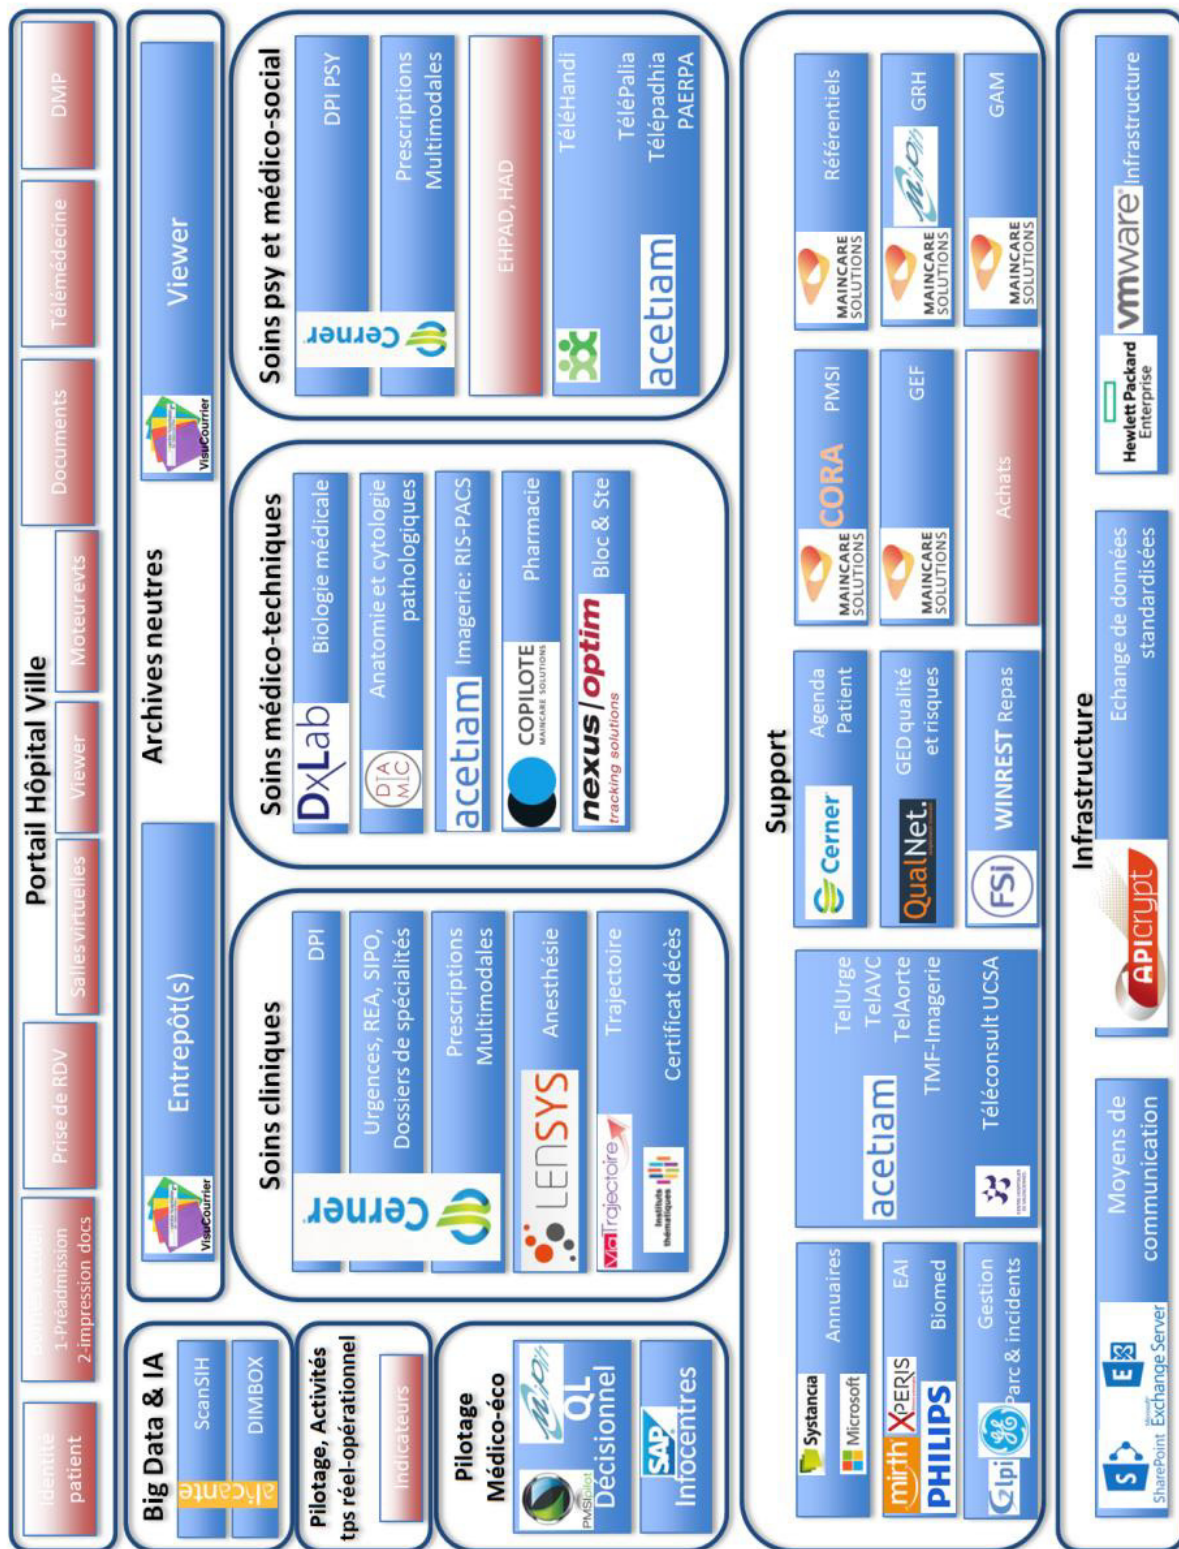 Portail Hôpital Ville
Identité
patient
1-Préadmission
2-impression docs
Prise de RDV
Salles virtuelles
Viewer
Moteur evts
Documents
Télémédecine
DMP
Big Data & IA
alicante
ScanSIH
DIMBOX
Archives neutres
VisuCourrier
Entrepôt(s)
VisuCourrier
Viewer
Pilotage, Activités
tps réel-opérationnel
Indicateurs
Pilotage
Médico-éco
PMSIpilot
QL
Décisionnel
SAP
Infocentres
Soins cliniques
Cerner
DPI
Urgences, REA, SIPO,
Dossiers de spécialités
Prescriptions
Multimodales
LENSYS
Anesthésie
ViaTrajectoire
Trajectoire
Instituts
thématiques
Certificat décès
Soins médico-techniques
DxLab
Biologie médicale
DIAMIC
Anatomie et cytologie
pathologiques
acetiam
Imagerie: RIS-PACS
COPILOTE
MAINCARE SOLUTIONS
Pharmacie
nexus / optim
tracking solutions
Bloc & Ste
Soins psy et médico-social
Cerner
DPI PSY
Prescriptions
Multimodales
EHPAD, HAD
TéléHandi
acetiam
TéléPalia
Télépadhia
PAERPA
Support
Systancia
Microsoft
Annuaires
mirth
XPERIS
EAI
PHILIPS
Biomed
Glpi
Gestion
Parc & incidents
acetiam
TelUrge
TelAVC
TelAorte
TMF-Imagerie
Téléconsult UCSA
Cerner
Agenda
Patient
QualNet.
GED qualité
et risques
FSi
WINREST Repas
MAINCARE
SOLUTIONS
CORA
PMSI
MAINCARE
SOLUTIONS
GEF
Achats
MAINCARE
SOLUTIONS
Référentiels
MAINCARE
SOLUTIONS
GRH
MAINCARE
SOLUTIONS
GAM
Infrastructure
SharePoint
Microsoft
Exchange Server
Moyens de
communication
APICRYPT
Echange de données
standardisées
Hewlett Packard
Enterprise
vmware
Infrastructure